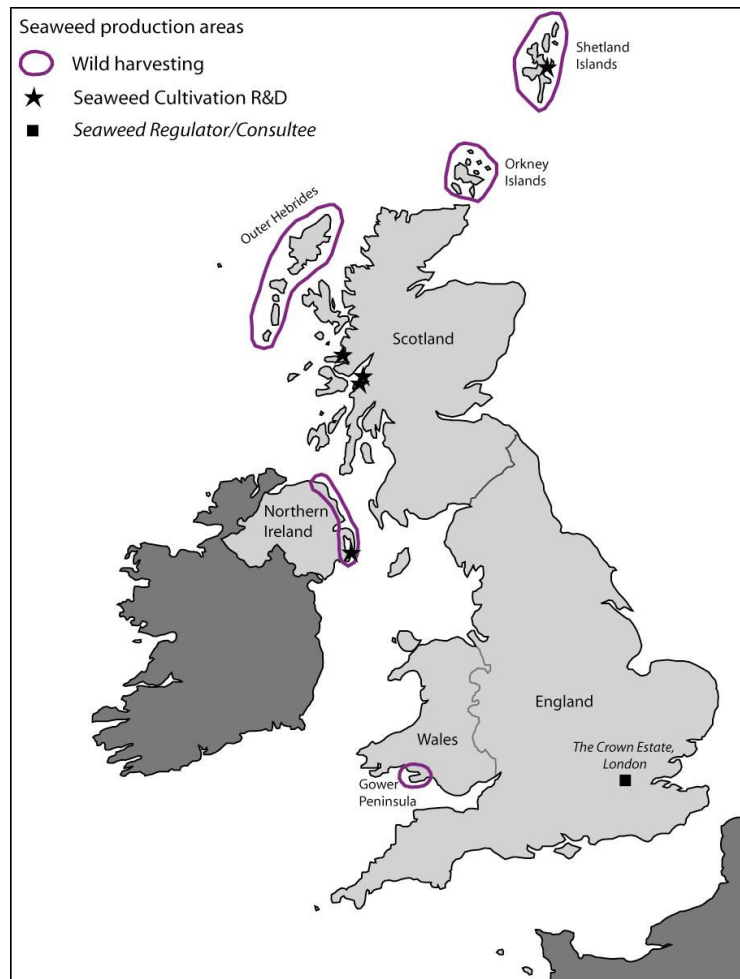 Seaweed production areas
Wild harvesting
Seaweed Cultivation R&D
Seaweed Regulator/Consultee
Shetland
Islands
Orkney
Islands
Outer Hebrides
Scotland
Northern
Ireland
England
Wales
The Crown Estate,
London
Gower
Peninsula